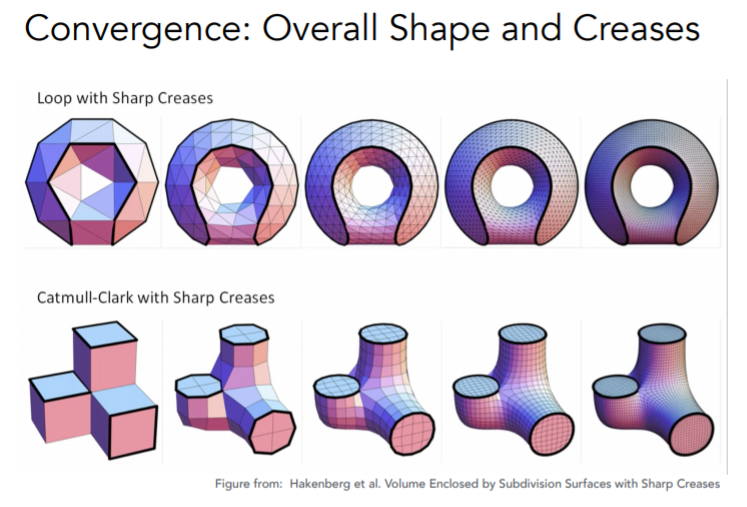 Convergence: Overall Shape and Creases
Loop with Sharp Creases
Catmull-Clark with Sharp Creases
Figure from: Hakenberg et al. Volume Enclosed by Subdivision Surfaces with Sharp Creases